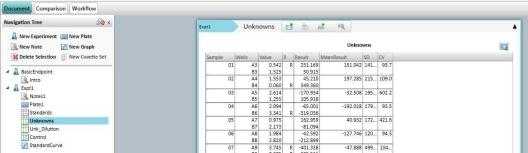 Document Comparison Workflow
Navigation Tree
New Experiment New Plate
New Note New Graph
Delete Selection New Cuvette Set
BasicEndpoint
Intro
Expt1
Notes1
Plate1
Standards
Unknowns
Unk_Dilution
Control
StandardCurve
Expt1 Unknowns
Unknowns
Sample Wells Value R Result MeanResult SD CV
01 A3 0.542 R 251.169 151.042 141... 95.7
B3 1.525 50.915
02 A4 1.553 45.210 197.285 215... 109.0
B4 0.060 R 349.360
03 A5 2.614 -170.934 -32.508 195... 602.2
B5 1.255 105.918
04 A6 2.094 -65.001 -192.018 179... 93.5
B6 3.341 R -319.036
05 A7 0.975 162.959 40.932 172... 421.6
B7 2.173 -81.094
06 A8 1.984 -42.592 -127.746 120... 94.3
B8 2.820 -212.899
07 A9 3.745 R -401.338 -47.888 499... 104...